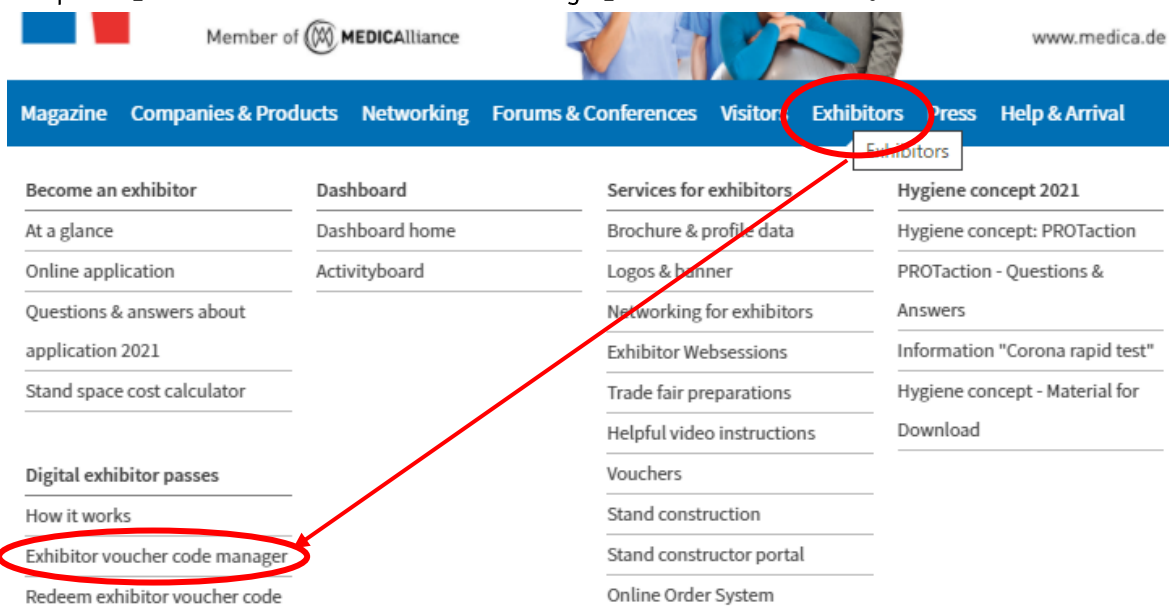 Member of MEDICAlliance
www.medica.de
Magazine Companies & Products Networking Forums & Conferences Visitors Exhibitors Press Help & Arrival
Exhibitors
Become an exhibitor
At a glance
Online application
Questions & answers about
application 2021
Stand space cost calculator
Digital exhibitor passes
How it works
Exhibitor voucher code manager
Redeem exhibitor voucher code
Dashboard
Dashboard home
Activityboard
Services for exhibitors
Brochure & profile data
Logos & banner
Networking for exhibitors
Exhibitor Websessions
Trade fair preparations
Helpful video instructions
Vouchers
Stand construction
Stand constructor portal
Online Order System
Hygiene concept 2021
Hygiene concept: PROTaction
PROTaction - Questions &
Answers
Information "Corona rapid test"
Hygiene concept - Material for
Download